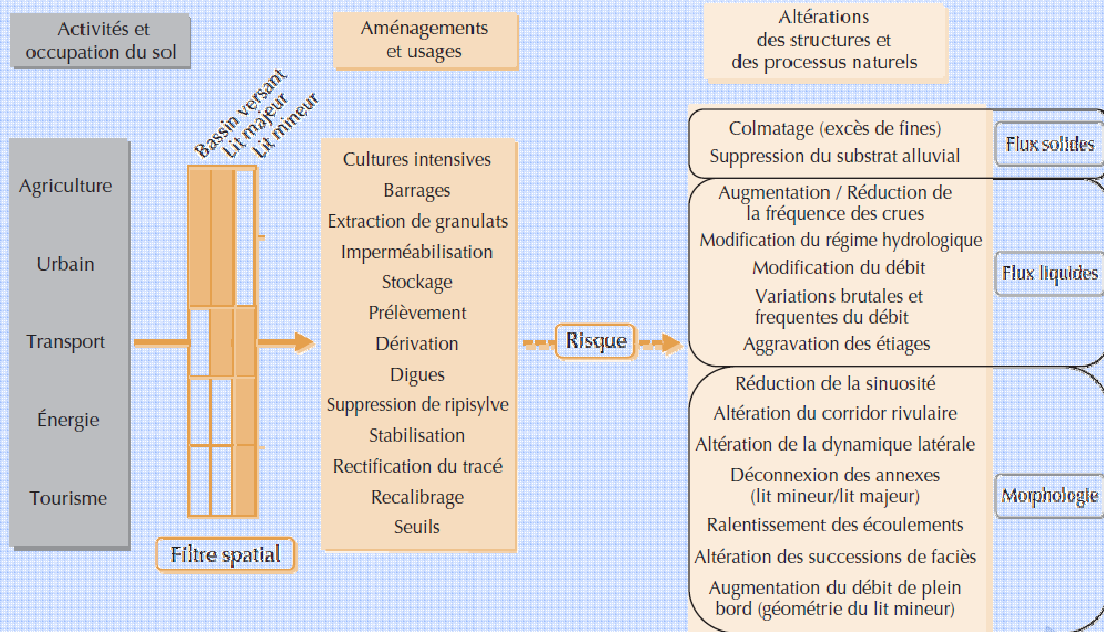 Activités et
occupation du sol
Aménagements
et usages
Altérations
des structures et
des processus naturels
Bassin versant
Lit majeur
Lit mineur
Agriculture
Urbain
Transport
Énergie
Tourisme
Filtre spatial
Cultures intensives
Barrages
Extraction de granulats
Imperméabilisation
Stockage
Prélèvement
Dérivation
Digues
Suppression de ripisylve
Stabilisation
Rectification du tracé
Recalibrage
Seuils
Risque
Colmatage (excès de fines)
Suppression du substrat alluvial
Flux solides
Augmentation / Réduction de
la fréquence des crues
Modification du régime hydrologique
Modification du débit
Variations brutales et
frequentes du débit
Aggravation des étiages
Flux liquides
Réduction de la sinuosité
Altération du corridor rivulaire
Altération de la dynamique latérale
Déconnexion des annexes
(lit mineur/lit majeur)
Ralentissement des écoulements
Altération des successions de faciès
Augmentation du débit de plein
bord (géométrie du lit mineur)
Morphologie